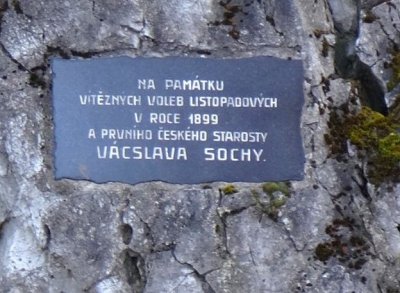 NA PAMÁTKU
VÍTĚZNÝCH VOLEB LISTOPADOVÝCH
V ROCE 1899
A PRVNÍHO ČESKÉHO STAROSTY
VÁCSLAVA SOCHY.